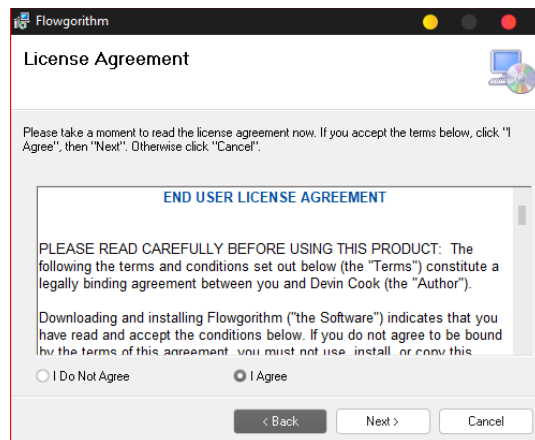 Flowgorithm
License Agreement
Please take a moment to read the license agreement now. If you accept the terms below, click "I
Agree", then "Next". Otherwise click "Cancel".
END USER LICENSE AGREEMENT
PLEASE READ CAREFULLY BEFORE USING THIS PRODUCT: The
following the terms and conditions set out below (the "Terms") constitute a
legally binding agreement between you and Devin Cook (the "Author").
Downloading and installing Flowgorithm ("the Software") indicates that you
have read and accept the conditions below. If you do not agree to be bound
by the terms of this agreement, you must not use, install, or copy this
I Do Not Agree
I Agree
< Back
Next >
Cancel